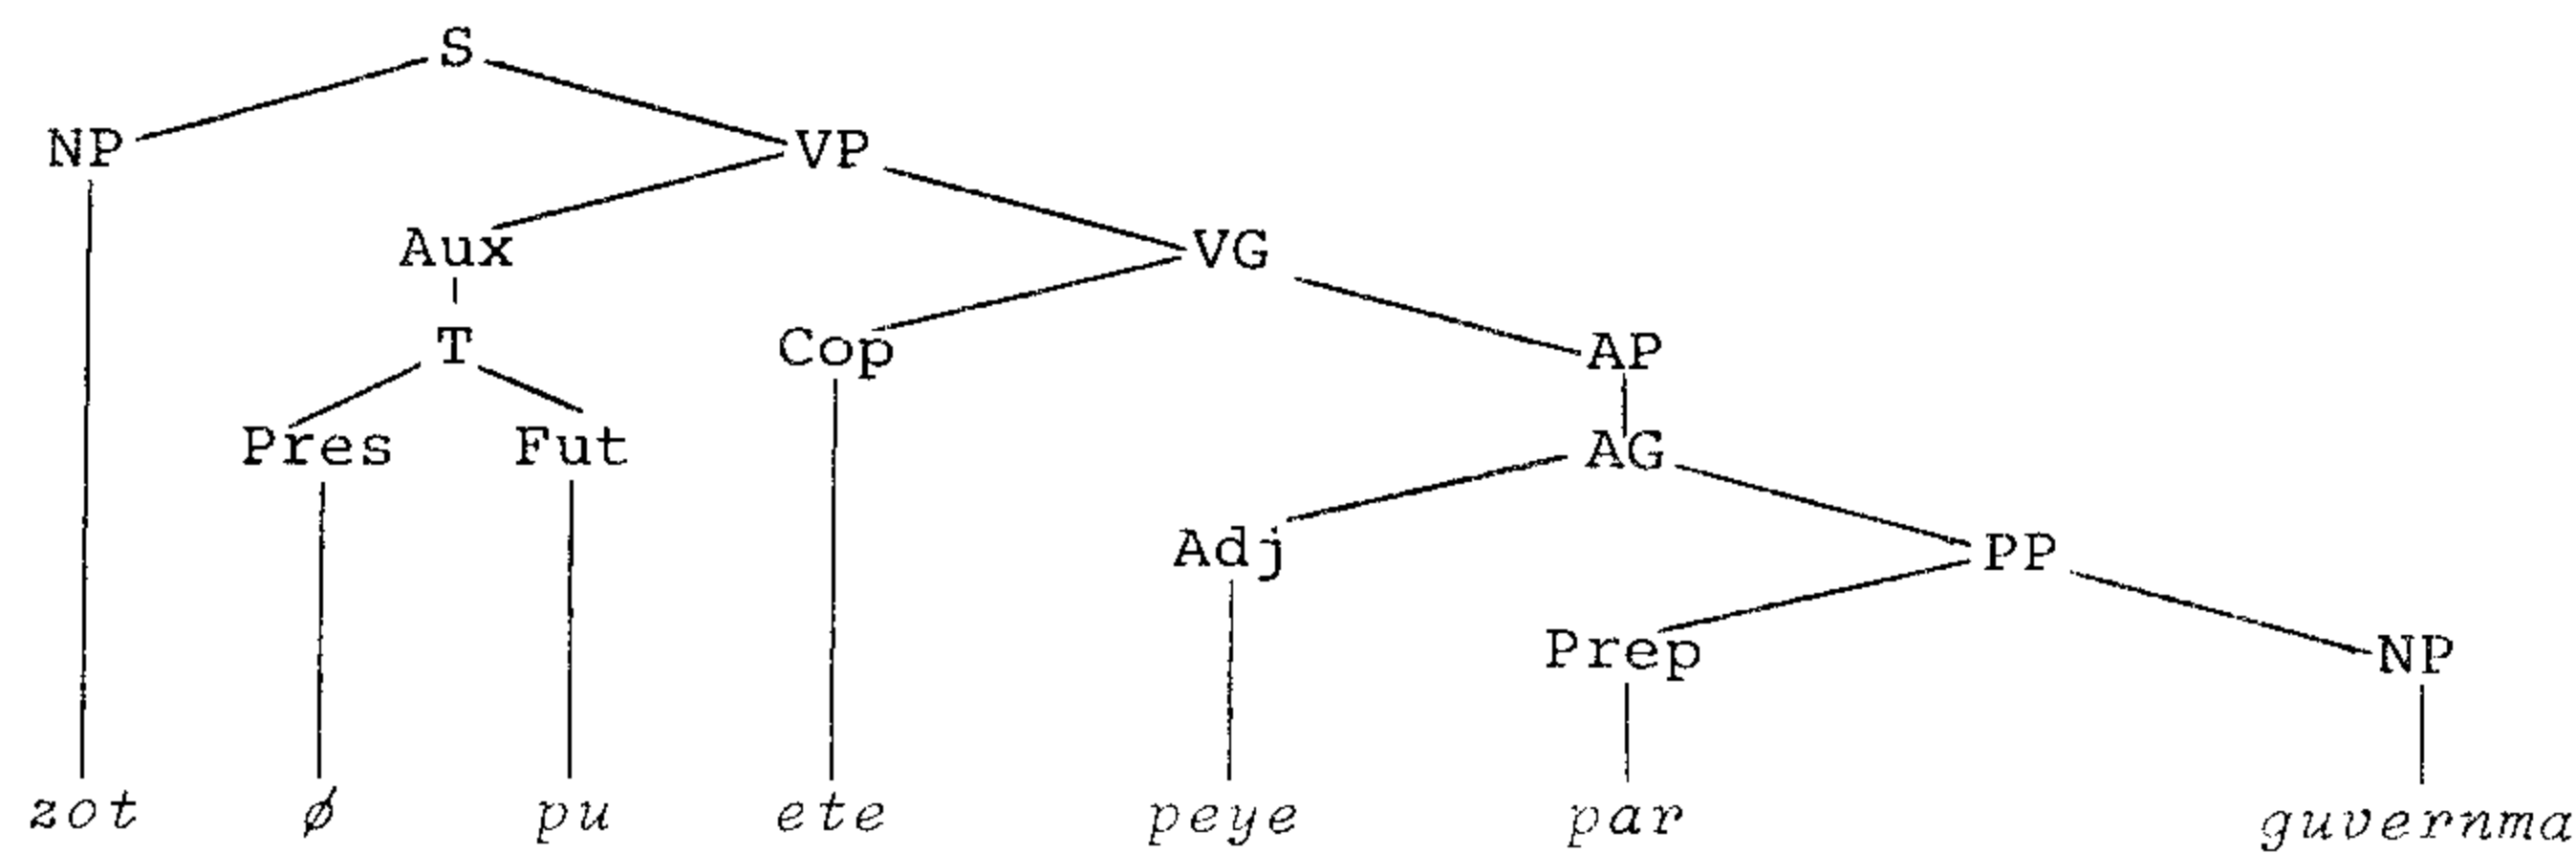 S
NP VP
Aux VG
T Cop AP
Pres Fut AG
Adj PP
Prep NP
zot ø pu ete peye par guvernma